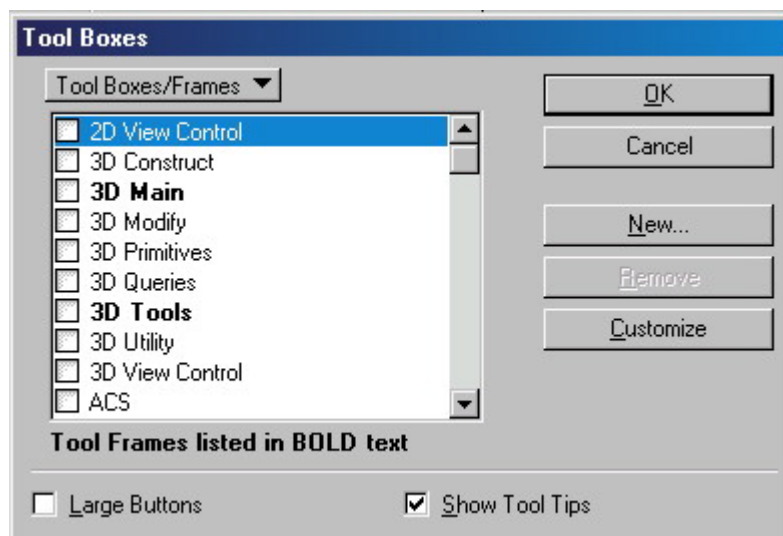 Tool Boxes
Tool Boxes/Frames
2D View Control
3D Construct
3D Main
3D Modify
3D Primitives
3D Queries
3D Tools
3D Utility
3D View Control
ACS
Tool Frames listed in BOLD text
OK
Cancel
New...
Remove
Customize
Large Buttons
Show Tool Tips